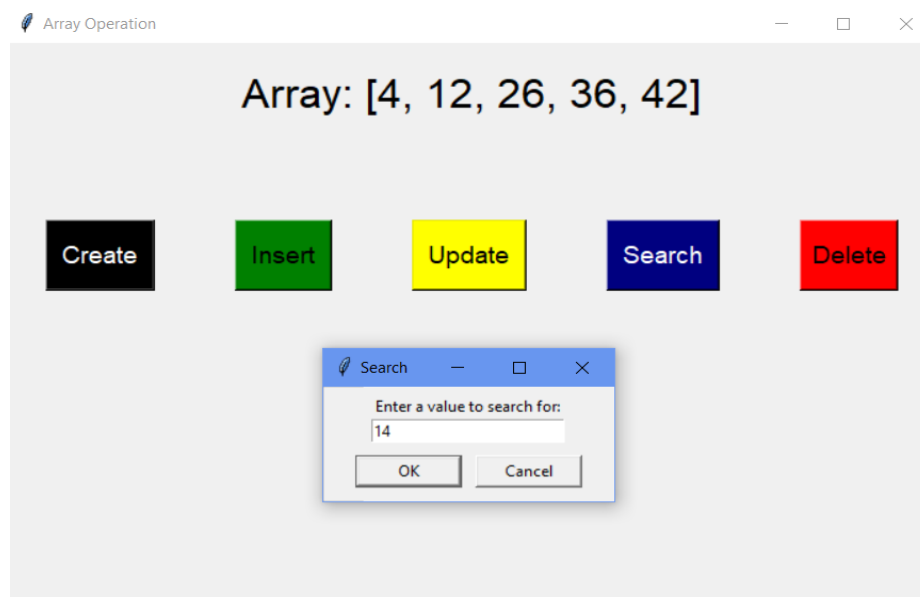 Array Operation
Array: [4, 12, 26, 36, 42]
Create Insert Update Search Delete
Search
Enter a value to search for:
14
OK Cancel